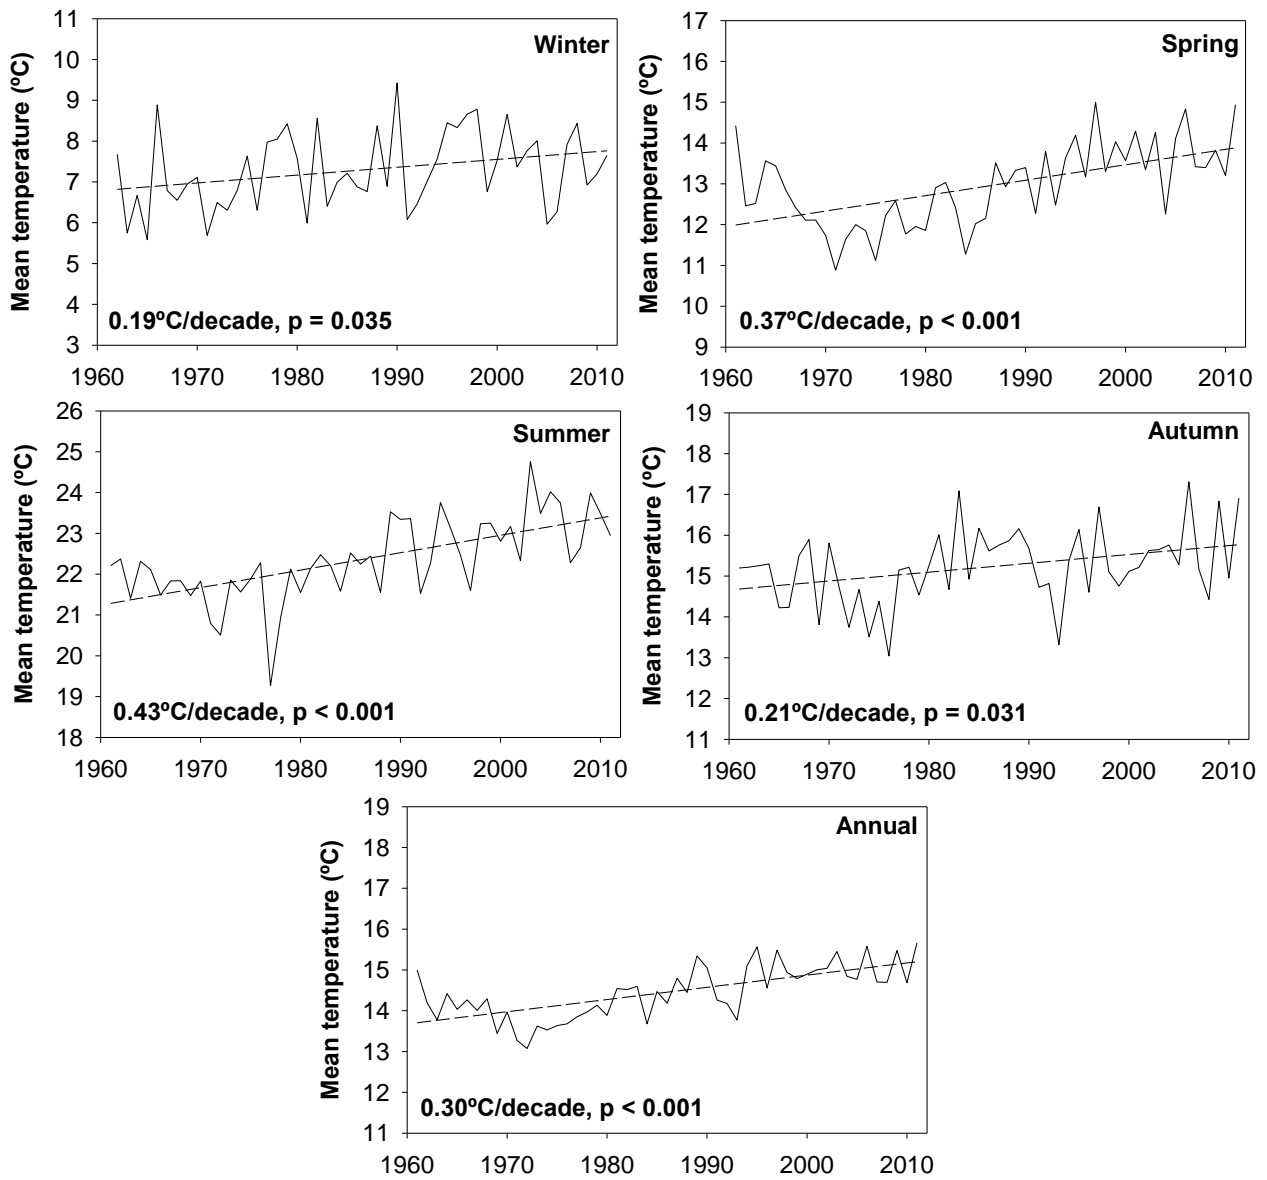 Winter
Mean temperature (ºC)
11
10
9
8
7
6
5
4
3
0.19ºC/decade, p = 0.035
1960 1970 1980 1990 2000 2010
Spring
Mean temperature (ºC)
17
16
15
14
13
12
11
10
9
0.37ºC/decade, p < 0.001
1960 1970 1980 1990 2000 2010
Summer
Mean temperature (ºC)
26
25
24
23
22
21
20
19
18
0.43ºC/decade, p < 0.001
1960 1970 1980 1990 2000 2010
Autumn
Mean temperature (ºC)
19
18
17
16
15
14
13
12
11
0.21ºC/decade, p = 0.031
1960 1970 1980 1990 2000 2010
Annual
Mean temperature (ºC)
19
18
17
16
15
14
13
12
11
0.30ºC/decade, p < 0.001
1960 1970 1980 1990 2000 2010